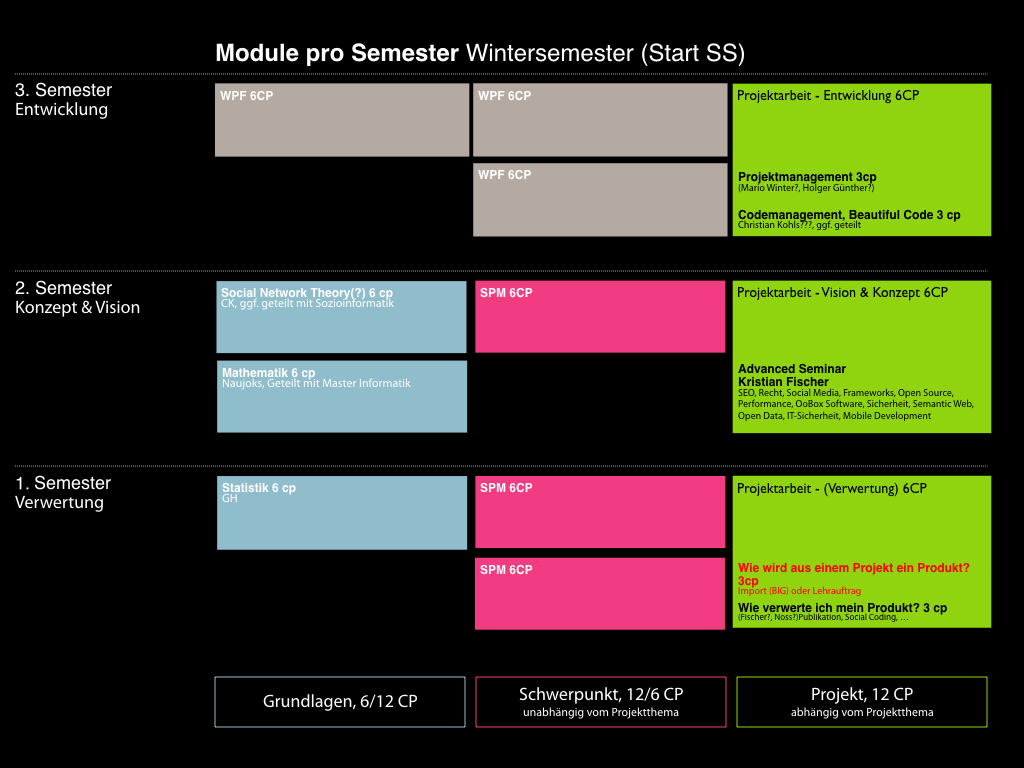 Module pro Semester Wintersemester (Start SS)
3. Semester
Entwicklung
WPF 6CP
WPF 6CP
WPF 6CP
Projektarbeit - Entwicklung 6CP
Projektmanagement 3cp
(Mario Winter?, Holger Günther?)
Codemanagement, Beautiful Code 3 cp
Christian Kohls???, ggf. geteilt
2. Semester
Konzept & Vision
Social Network Theory(?) 6 cp
CK, ggf. geteilt mit Sozioinformatik
Mathematik 6 cp
Naujoks, Geteilt mit Master Informatik
SPM 6CP
Projektarbeit - Vision & Konzept 6CP
Advanced Seminar
Kristian Fischer
SEO, Recht, Social Media, Frameworks, Open Source,
Performance, OoBox Software, Sicherheit, Semantic Web,
Open Data, IT-Sicherheit, Mobile Development
1. Semester
Verwertung
Statistik 6 cp
GH
SPM 6CP
SPM 6CP
Projektarbeit - (Verwertung) 6CP
Wie wird aus einem Projekt ein Produkt?
3cp
Import (BIG) oder Lehrauftrag
Wie verwerte ich mein Produkt? 3 cp
(Fischer?, Noss?)Publikation, Social Coding, …
Grundlagen, 6/12 CP
Schwerpunkt, 12/6 CP
unabhängig vom Projektthema
Projekt, 12 CP
abhängig vom Projektthema